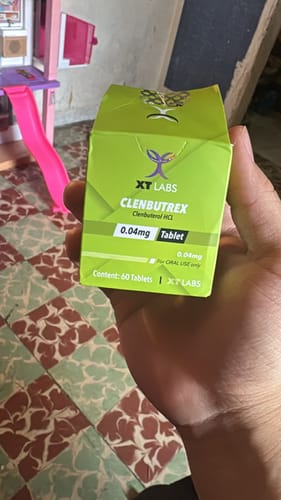 XT LABS
CLENBUTREX
Clenbuterol HCL
0.04mg Tablet
0.04mg
For ORAL USE only
Content: 60 Tablets | XT LABS